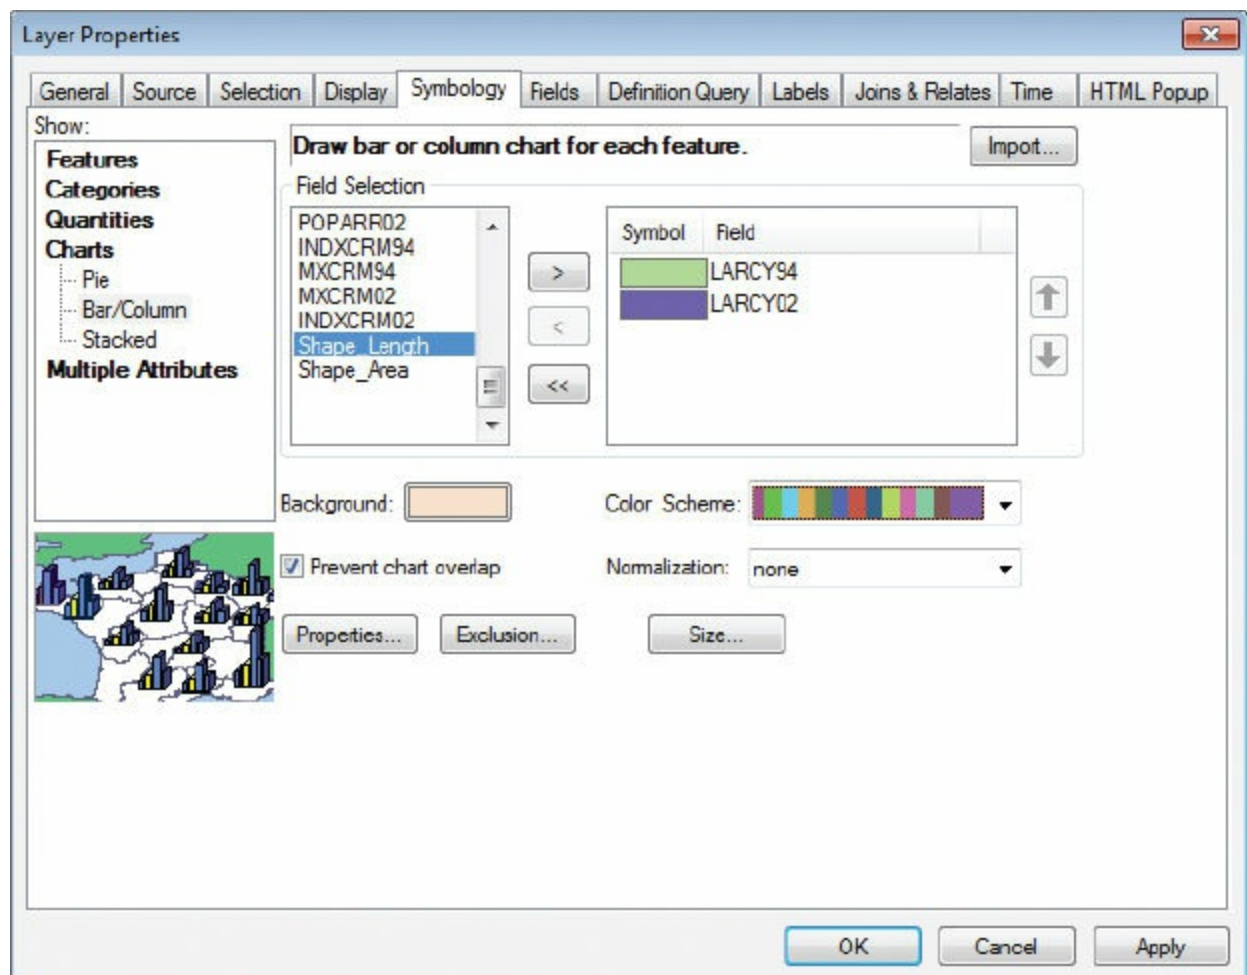 Layer Properties
General Source Selection Display Symbology Fields Definition Query Labels Joins & Relates Time HTML Popup
Show:
Features
Categories
Quantities
Charts
Pie
Bar/Column
Stacked
Multiple Attributes
Draw bar or column chart for each feature.
Import...
Field Selection
POPARR02
INDXCRM94
MXCRM94
MXCRM02
INDXCRM02
Shape_Length
Shape_Area
>
<
<<
Symbol Field
LARCY94
LARCY02
Background:
Color Scheme:
Prevent chart overlap
Normalization: none
Properties... Exclusion... Size...
OK Cancel Apply